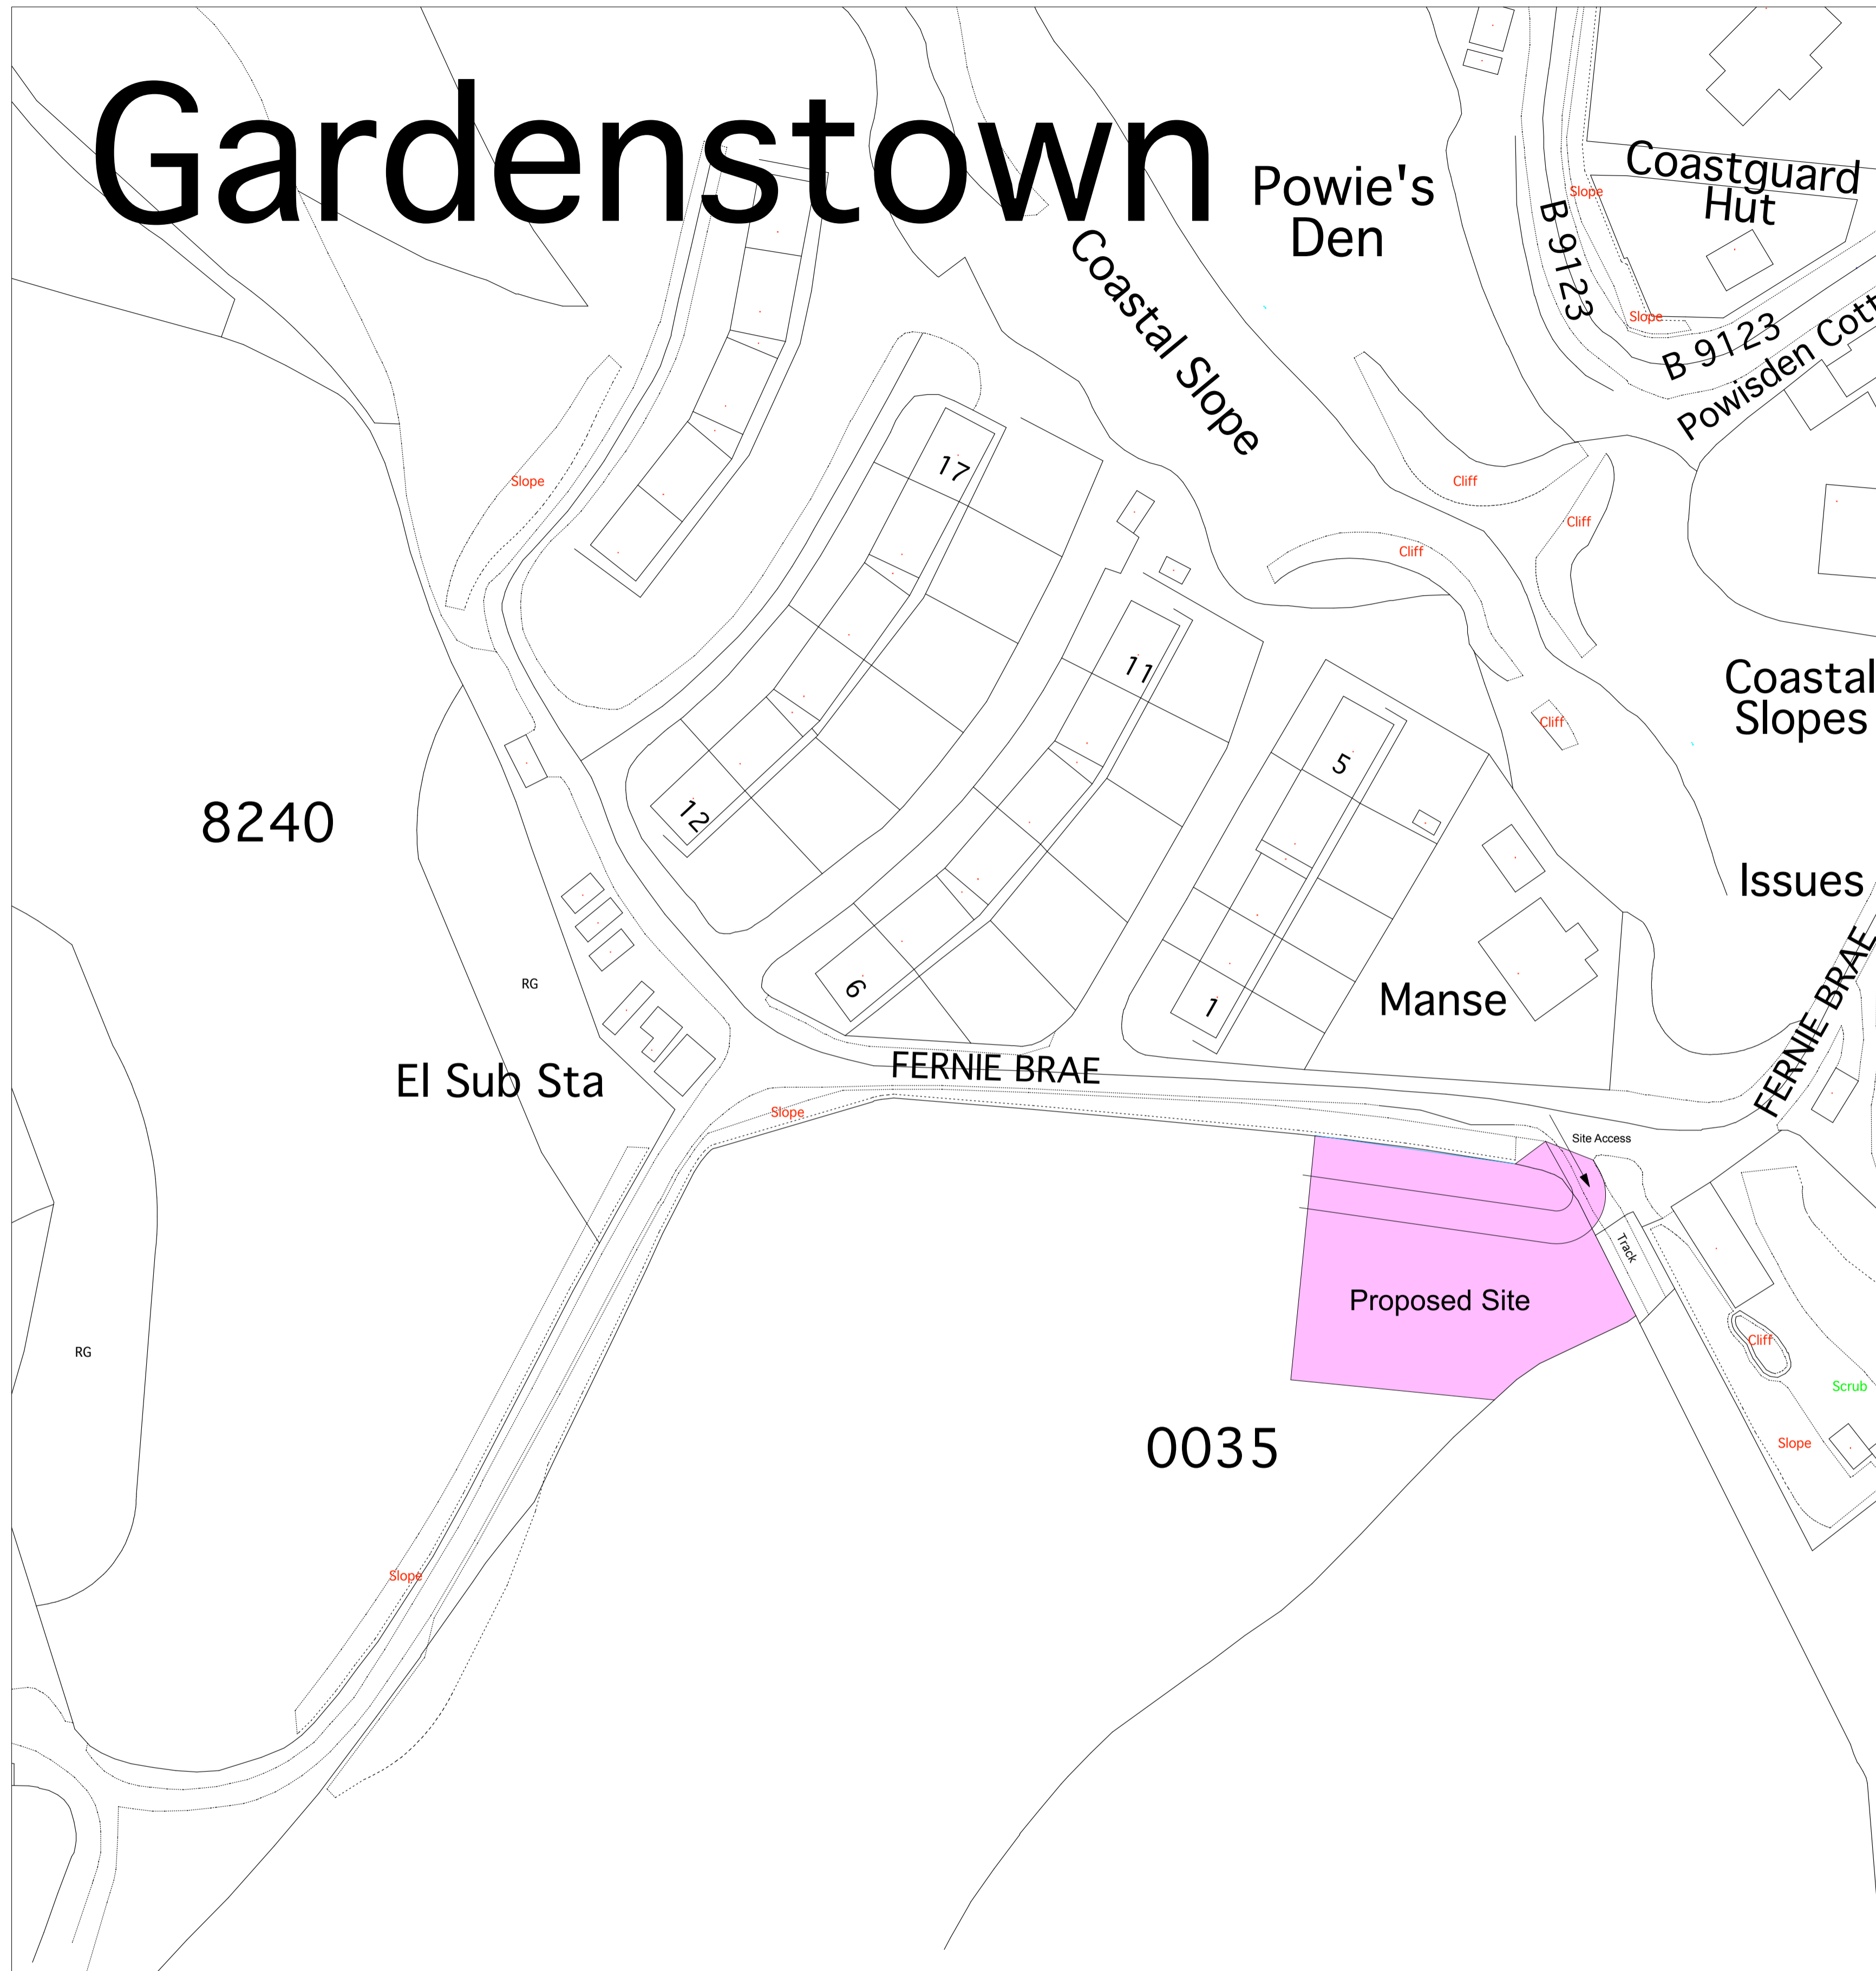 Gardenstown
Powie's
Den
Coastguard
Hut
Slope
B 9123
Slope
B 9123
Powisden Cott
Coastal Slope
Slope
17
Cliff
Cliff
Cliff
11
Coastal
Slopes
Cliff
5
12
8240
Issues
RG
6
1
Manse
FERNIE BRAE
El Sub Sta
FERNIE BRAE
Slope
Site Access
Track
Proposed Site
RG
Cliff
Scrub
0035
Slope
Slope